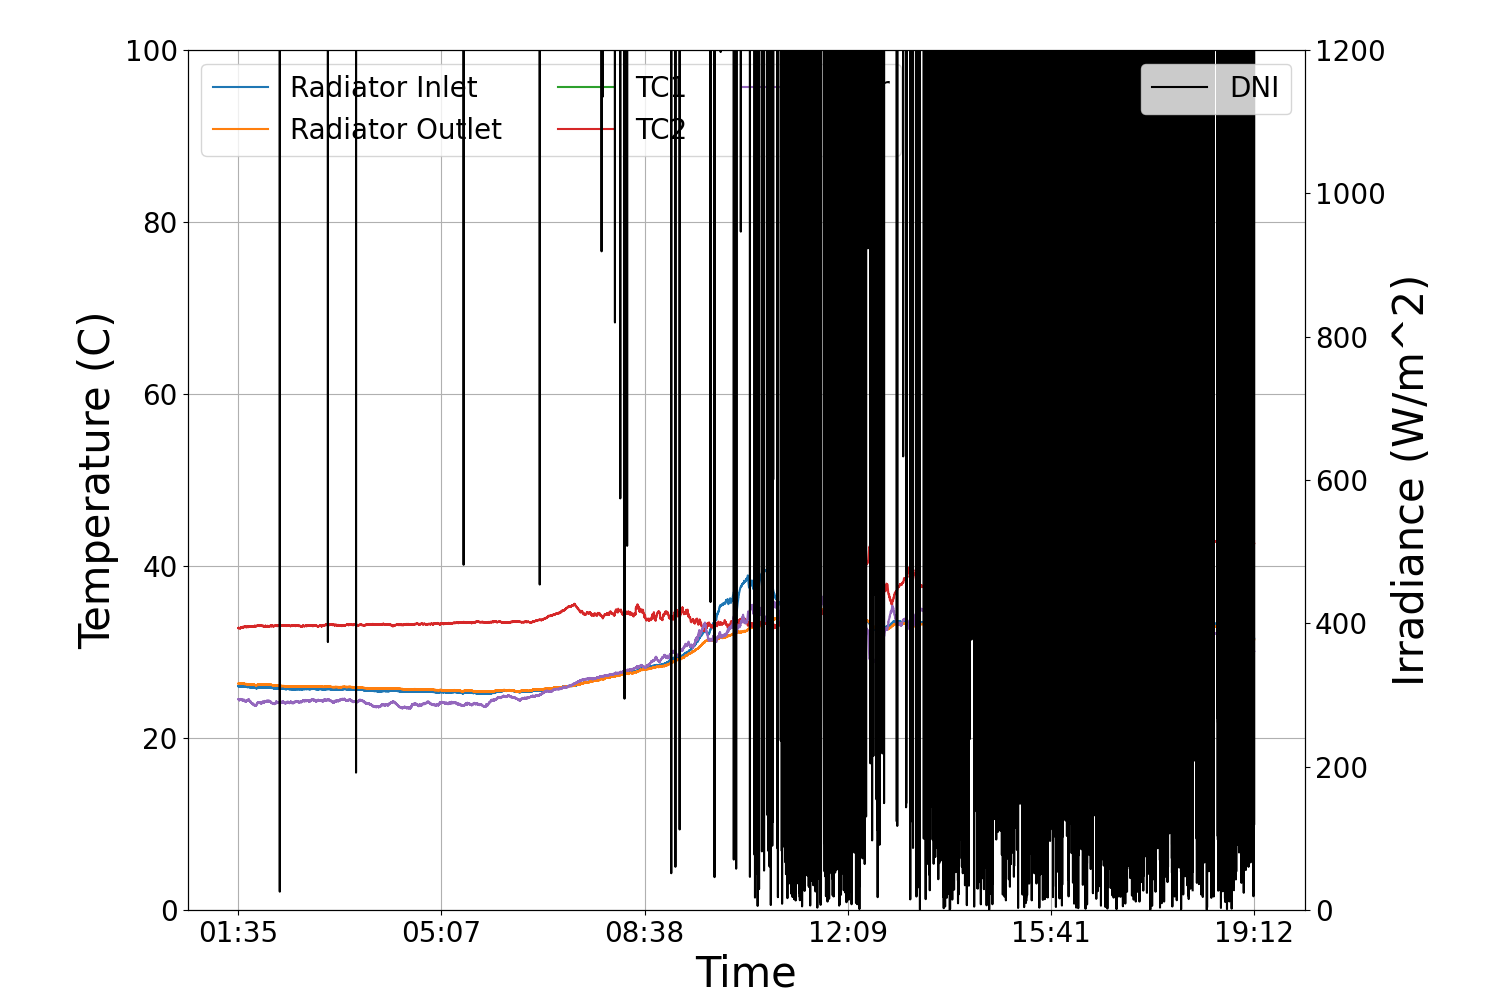 100
80
60
40
20
0
Temperature (C)
Radiator Inlet
Radiator Outlet
TC1
TC2
DNI
1200
1000
800
600
400
200
0
Irradiance (W/m^2)
01:35 05:07 08:38 12:09 15:41 19:12
Time